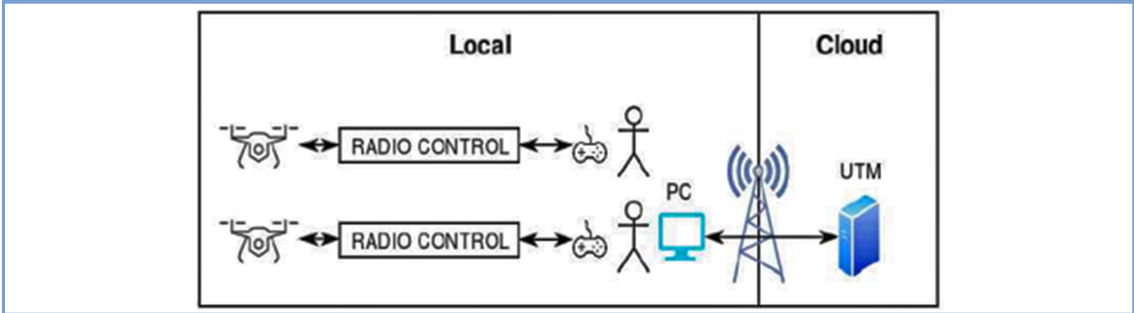 Local
Cloud
RADIO CONTROL
PC
UTM
RADIO CONTROL